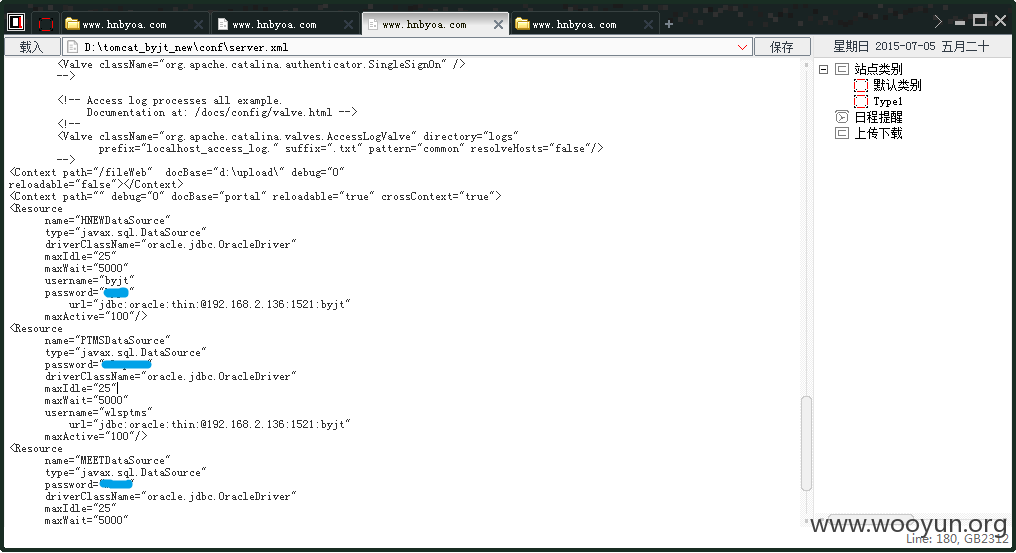 www.hnbyoa.com
www.hnbyoa.com
www.hnbyoa.com
www.hnbyoa.com
载入
D:\tomcat_byjt_new\conf\server.xml
保存
星期日 2015-07-05 五月二十
<Valve className="org.apache.catalina.authenticator.SingleSignOn" />
-->
<!-- Access log processes all example.
Documentation at: /docs/config/valve.html -->
<!--
<Valve className="org.apache.catalina.valves.AccessLogValve" directory="logs"
prefix="localhost_access_log." suffix=".txt" pattern="common" resolveHosts="false"/>
-->
<Context path="/fileWeb" docBase="d:\upload\" debug="0"
reloadable="false"></Context>
<Context path="" debug="0" docBase="portal" reloadable="true" crossContext="true">
<Resource
name="HNEWDataSource"
type="javax.sql.DataSource"
driverClassName="oracle.jdbc.OracleDriver"
maxIdle="25"
maxWait="5000"
username="byjt"
password="
url="jdbc:oracle:thin:@192.168.2.136:1521:byjt"
maxActive="100"/>
<Resource
name="PTMSDataSource"
type="javax.sql.DataSource"
password="
driverClassName="oracle.jdbc.OracleDriver"
maxIdle="25"
maxWait="5000"
username="wlsptms"
url="jdbc:oracle:thin:@192.168.2.136:1521:byjt"
maxActive="100"/>
<Resource
name="MEETDataSource"
type="javax.sql.DataSource"
password=
driverClassName="oracle.jdbc.OracleDriver"
maxIdle="25"
maxWait="5000"
站点类别
默认类别
Type1
日程提醒
上传下载
www.wooyun.org
Line: 180, GB2312